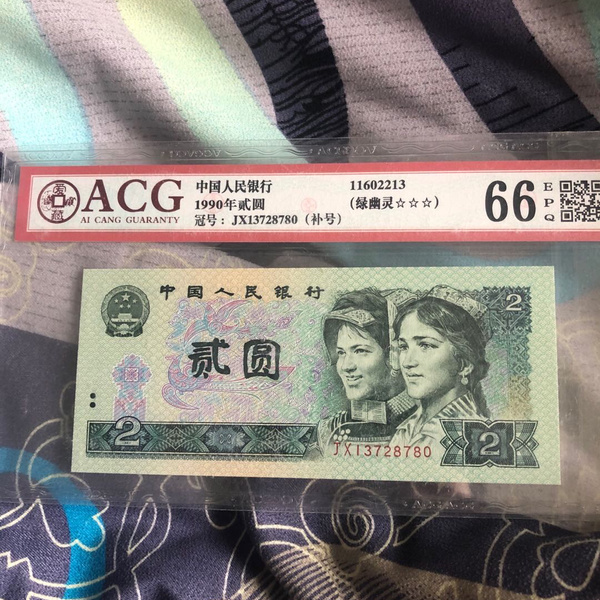 ACG
AI CANG GUARANTY
中国人民银行
1990年贰圆
冠号：JX13728780（补号）
11602213
（绿幽灵☆☆☆）
66
EPQ
中国人民银行
2
贰圆
2
JX13728780
2